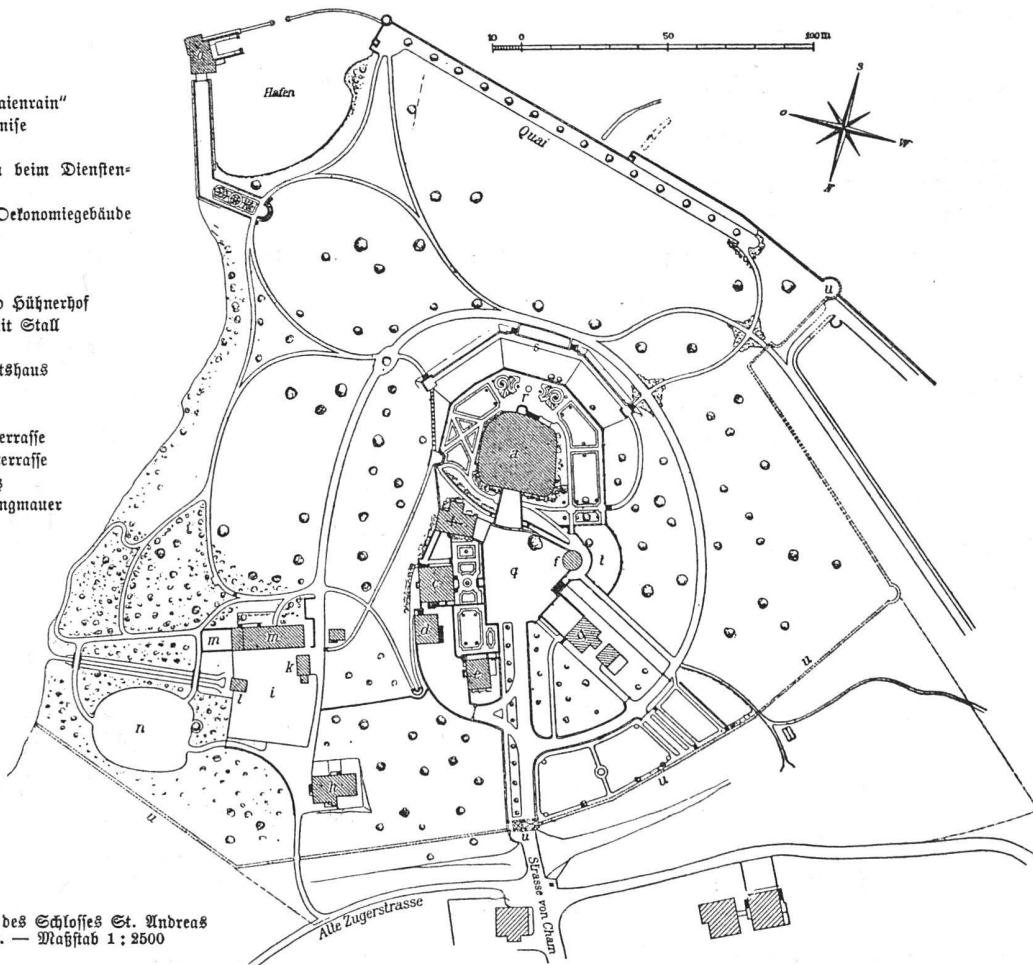 10 0 50 100 m
S
O
W
N
Hafen
aienrain"
nise
Quai
n beim Diensten=
Oekonomiegebäude
u
o Hühnerhof
it Stall
s
tshaus
r
errasse
a
terrasse
s
ngmauer
c
f
t
q
d
m
m
k
i
l
n
h
u
u
u
u
Strasse von Cham
Alte Zugerstrasse
des Schlosses St. Andreas
. — Maßstab 1 : 2500